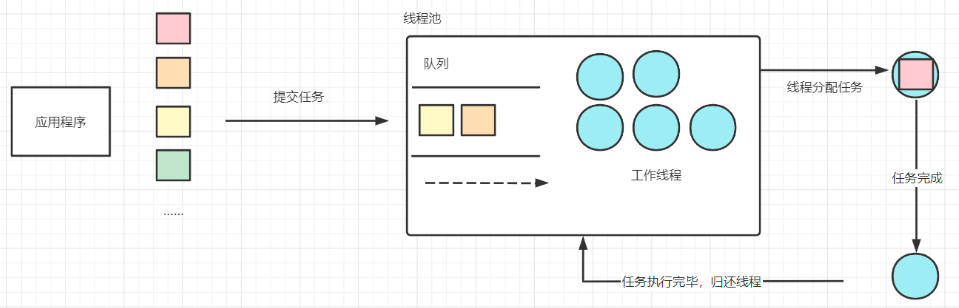 线程池
队列
提交任务
线程分配任务
应用程序
工作线程
任务完成
......
任务执行完毕，归还线程